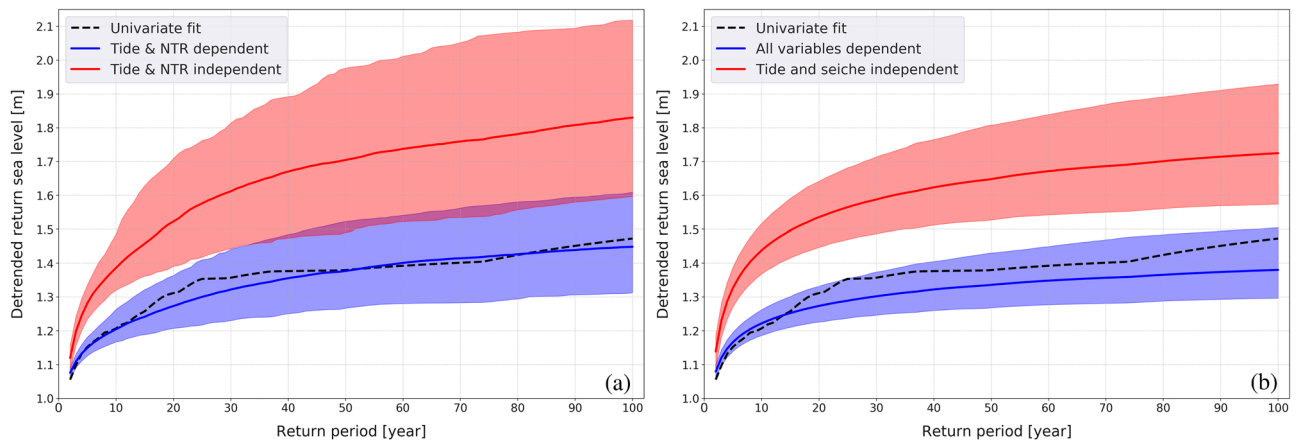 Detrended return sea level [m]
2.1
2.0
1.9
1.8
1.7
1.6
1.5
1.4
1.3
1.2
1.1
1.0
Univariate fit
Tide & NTR dependent
Tide & NTR independent
(a)
0 10 20 30 40 50 60 70 80 90 100
Return period [year]
Detrended return sea level [m]
2.1
2.0
1.9
1.8
1.7
1.6
1.5
1.4
1.3
1.2
1.1
1.0
Univariate fit
All variables dependent
Tide and seiche independent
(b)
0 10 20 30 40 50 60 70 80 90 100
Return period [year]